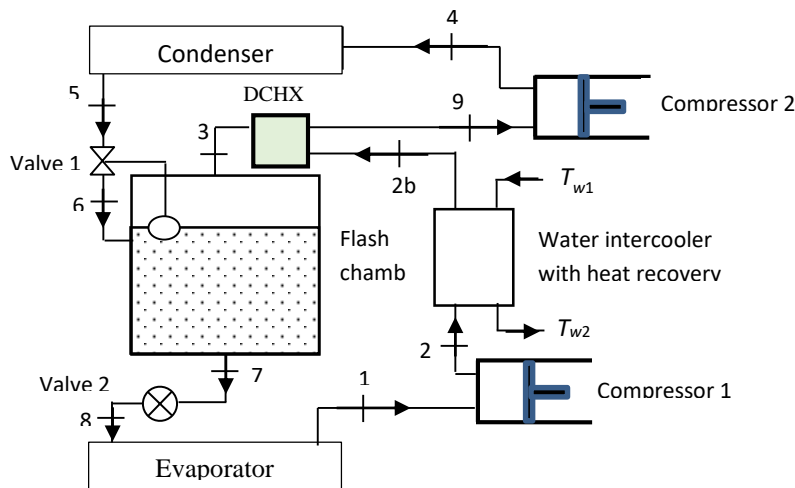 4
Condenser
5
DCHX
Compressor 2
3
9
Valve 1
2b
Tw1
6
Flash
chamb
Water intercooler
with heat recovery
2
Tw2
7
Valve 2
1
Compressor 1
8
Evaporator